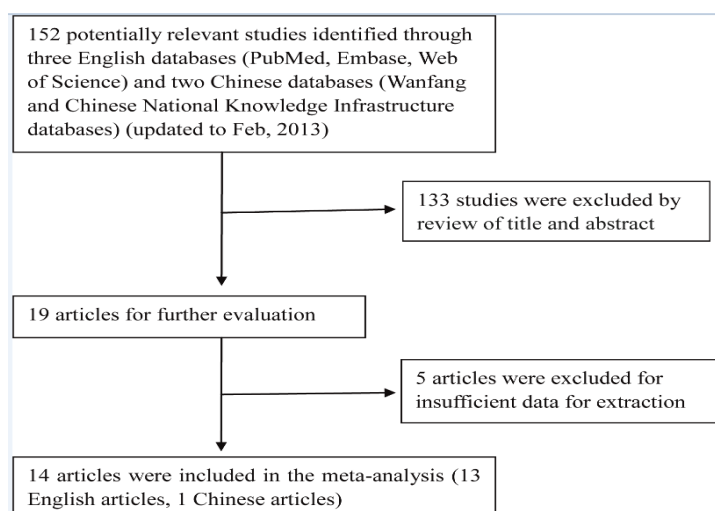 152 potentially relevant studies identified through
three English databases (PubMed, Embase, Web
of Science) and two Chinese databases (Wanfang
and Chinese National Knowledge Infrastructure
databases) (updated to Feb, 2013)
133 studies were excluded by
review of title and abstract
19 articles for further evaluation
5 articles were excluded for
insufficient data for extraction
14 articles were included in the meta-analysis (13
English articles, 1 Chinese articles)